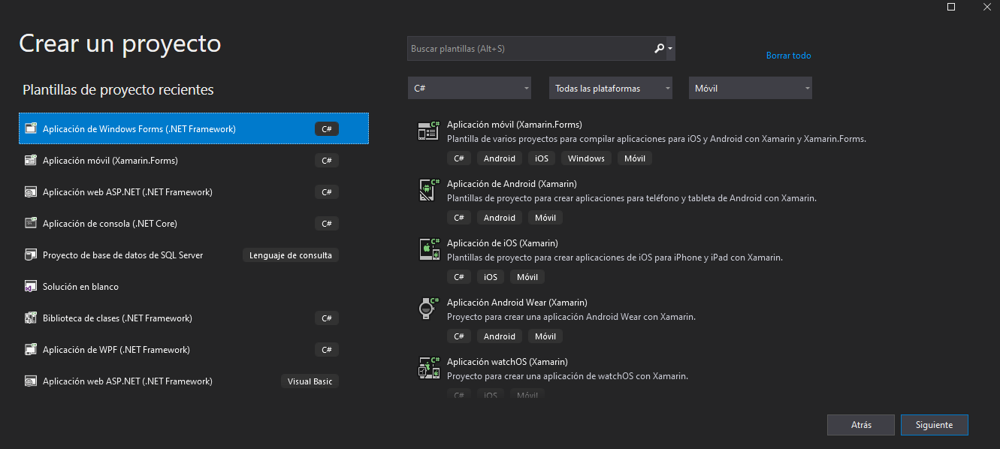 Crear un proyecto
Plantillas de proyecto recientes
Aplicación de Windows Forms (.NET Framework) C#
Aplicación móvil (Xamarin.Forms) C#
Aplicación web ASP.NET (.NET Framework) C#
Aplicación de consola (.NET Core) C#
Proyecto de base de datos de SQL Server Lenguaje de consulta
Solución en blanco
Biblioteca de clases (.NET Framework) C#
Aplicación de WPF (.NET Framework) C#
Aplicación web ASP.NET (.NET Framework) Visual Basic
Buscar plantillas (Alt+S)
Borrar todo
C# Todas las plataformas Móvil
C#
Aplicación móvil (Xamarin.Forms)
Plantilla de varios proyectos para compilar aplicaciones para iOS y Android con Xamarin y Xamarin.Forms.
C# Android iOS Windows Móvil
C#
Aplicación de Android (Xamarin)
Plantillas de proyecto para crear aplicaciones para teléfono y tableta de Android con Xamarin.
C# Android Móvil
C#
Aplicación de iOS (Xamarin)
Plantillas de proyecto para crear aplicaciones de iOS para iPhone y iPad con Xamarin.
C# iOS Móvil
C#
Aplicación Android Wear (Xamarin)
Proyecto para crear una aplicación Android Wear con Xamarin.
C# Android Móvil
C#
Aplicación watchOS (Xamarin)
Proyecto para crear una aplicación de watchOS con Xamarin.
C# iOS Móvil
Atrás Siguiente